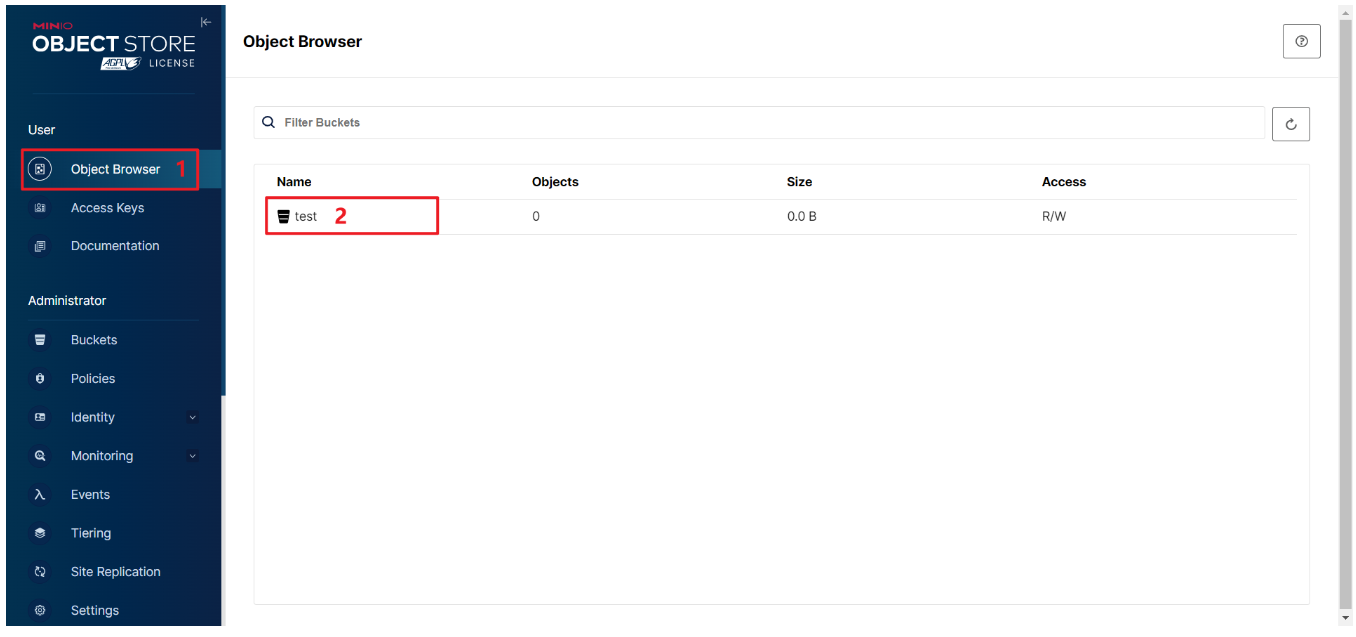 MINIO
OBJECT STORE
AGPL LICENSE
User
Object Browser 1
Access Keys
Documentation
Administrator
Buckets
Policies
Identity
Monitoring
Events
Tiering
Site Replication
Settings
Object Browser
Filter Buckets
Name Objects Size Access
test 2 0 0.0 B R/W